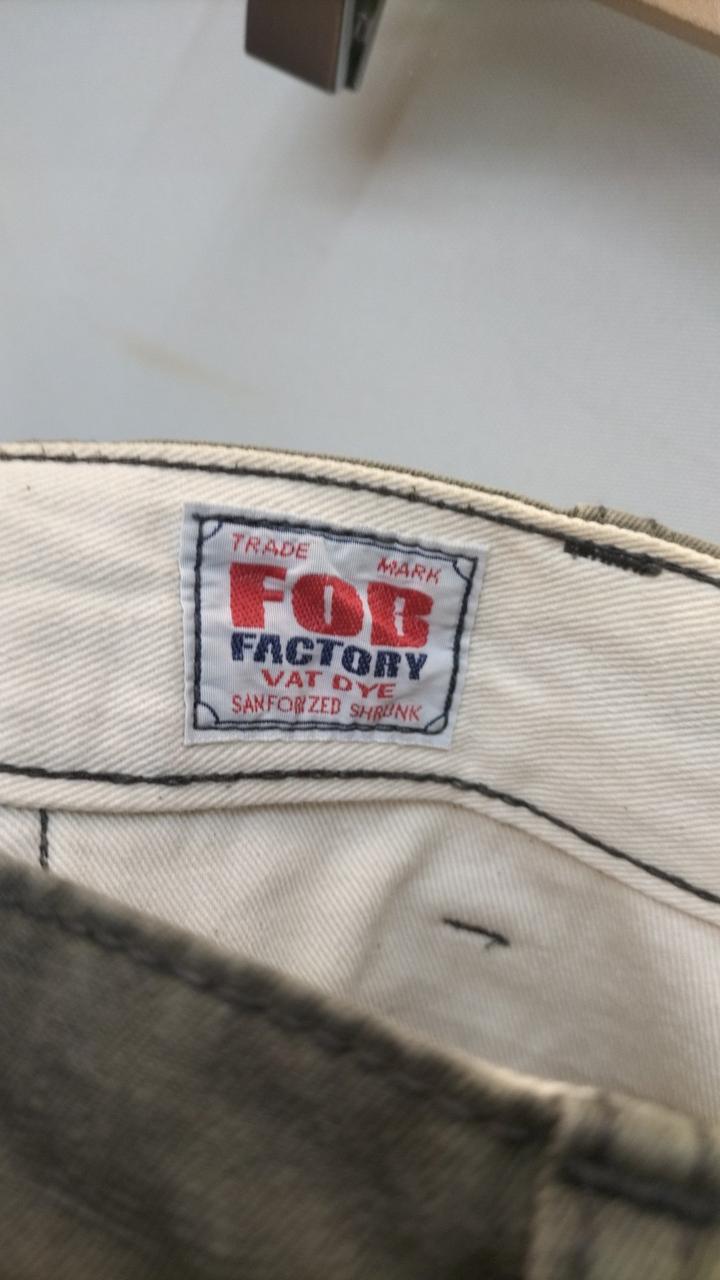 TRADE MARK
FOB
FACTORY
VAT DYE
SANFORIZED SHRUNK